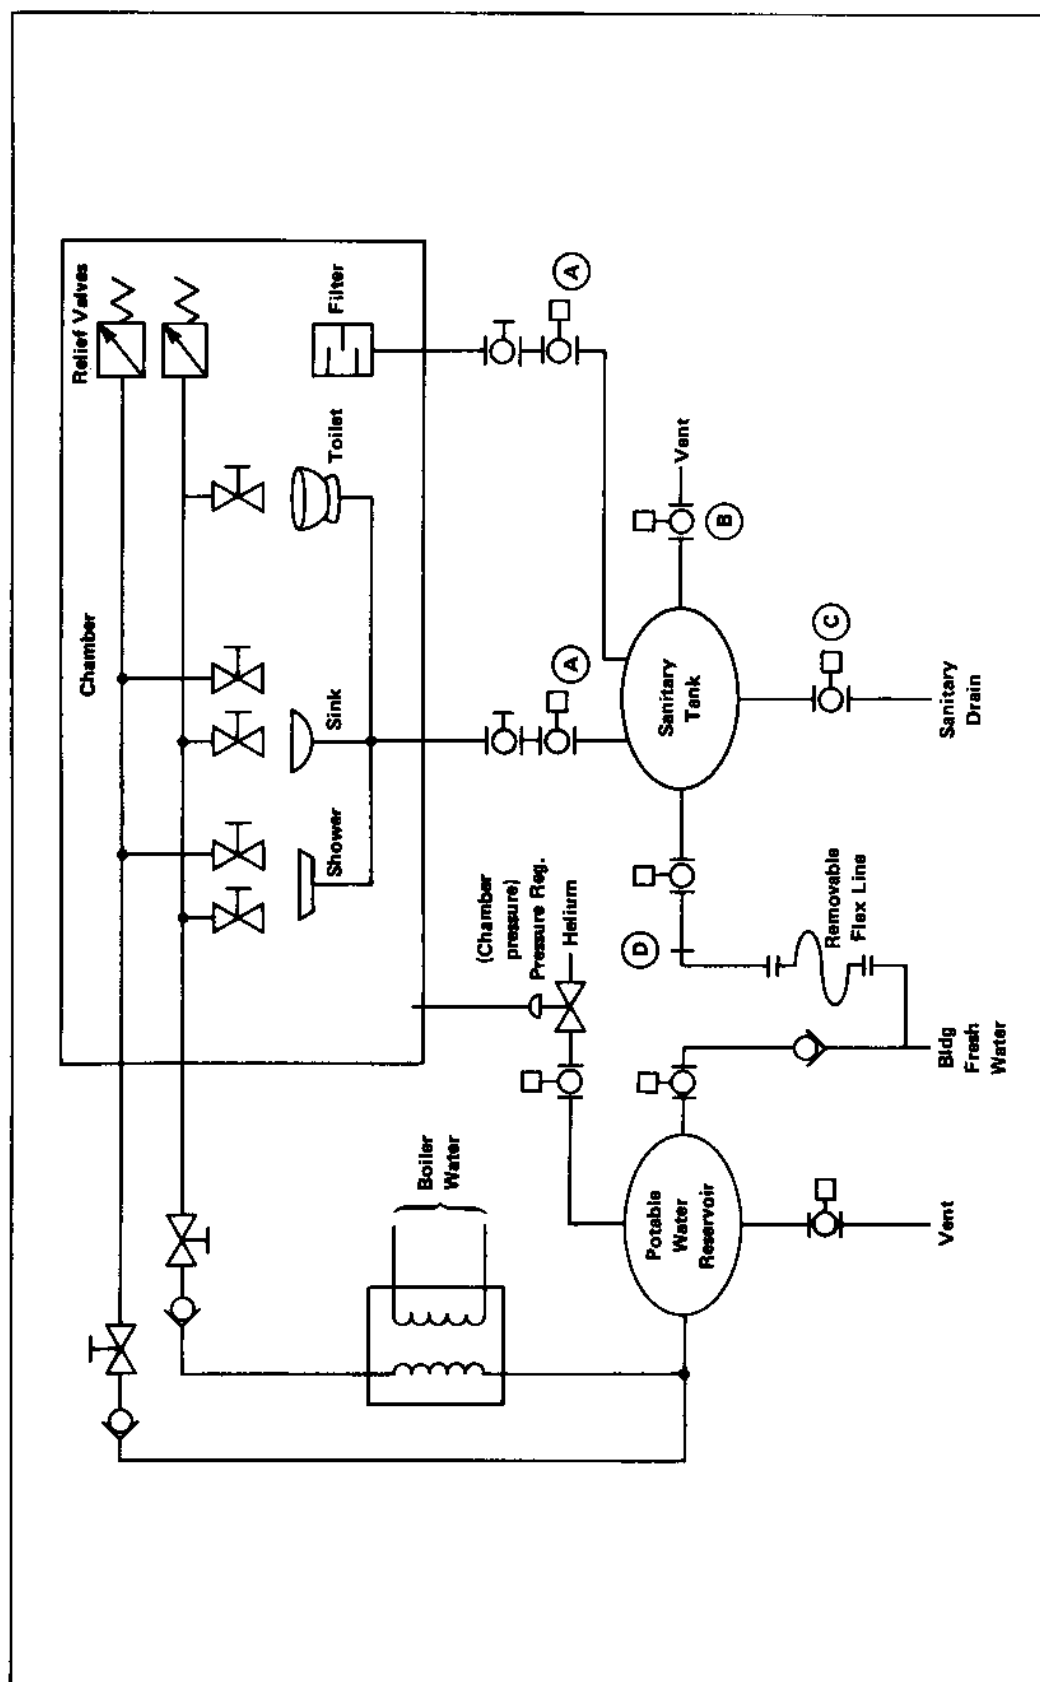 Relief Valves
Chamber
Filter
A
Toilet
Sink
Shower
A
Vent
B
(Chamber
pressure)
Pressure Reg.
Helium
Sanitary
Tank
C
Sanitary
Drain
D
Removable
Flex Line
Boiler
Water
Potable
Water
Reservoir
Bldg
Fresh
Water
Vent